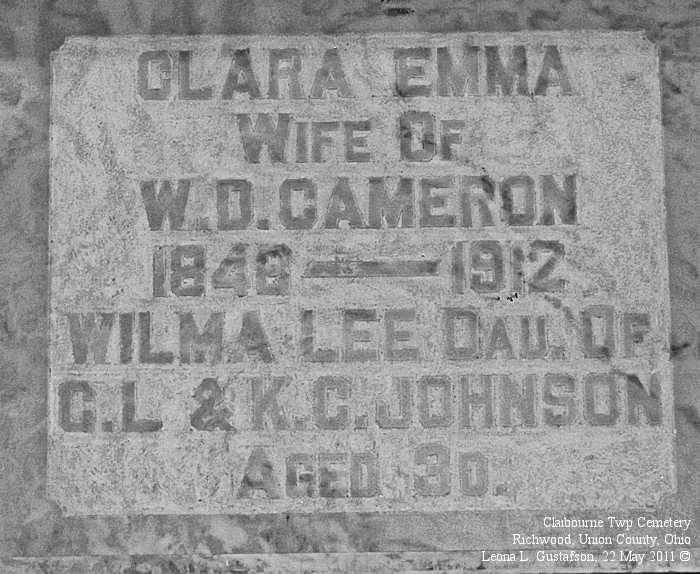 CLARA EMMA
WIFE OF
W.D. CAMERON
1848 — 1912
WILMA LEE DAU. OF
C.L & K.C. JOHNSON
AGED 3D.
Claibourne Twp Cemetery
Richwood, Union County, Ohio
Leona L. Gustafson, 22 May 2011 ©